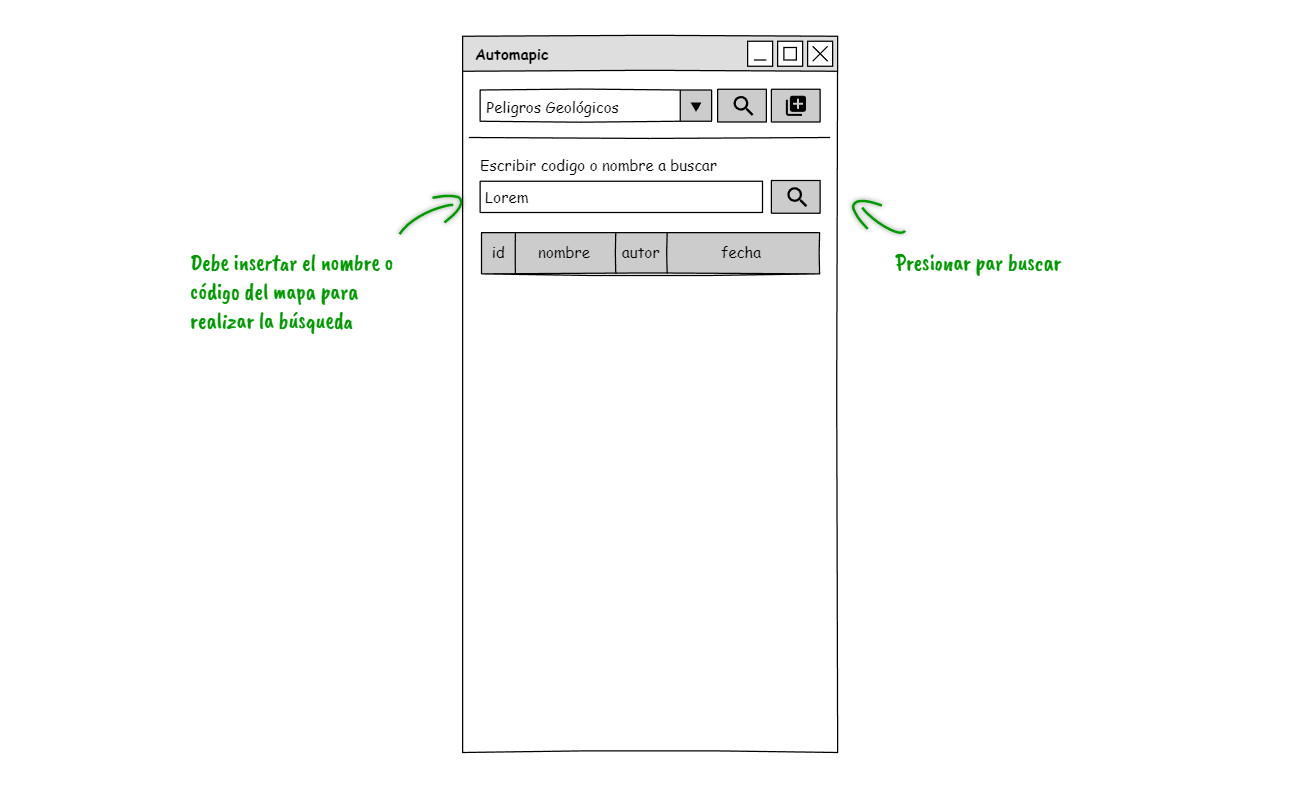 Automapic
Peligros Geológicos
Escribir codigo o nombre a buscar
Lorem
id nombre autor fecha
Debe insertar el nombre o
código del mapa para
realizar la búsqueda
Presionar par buscar